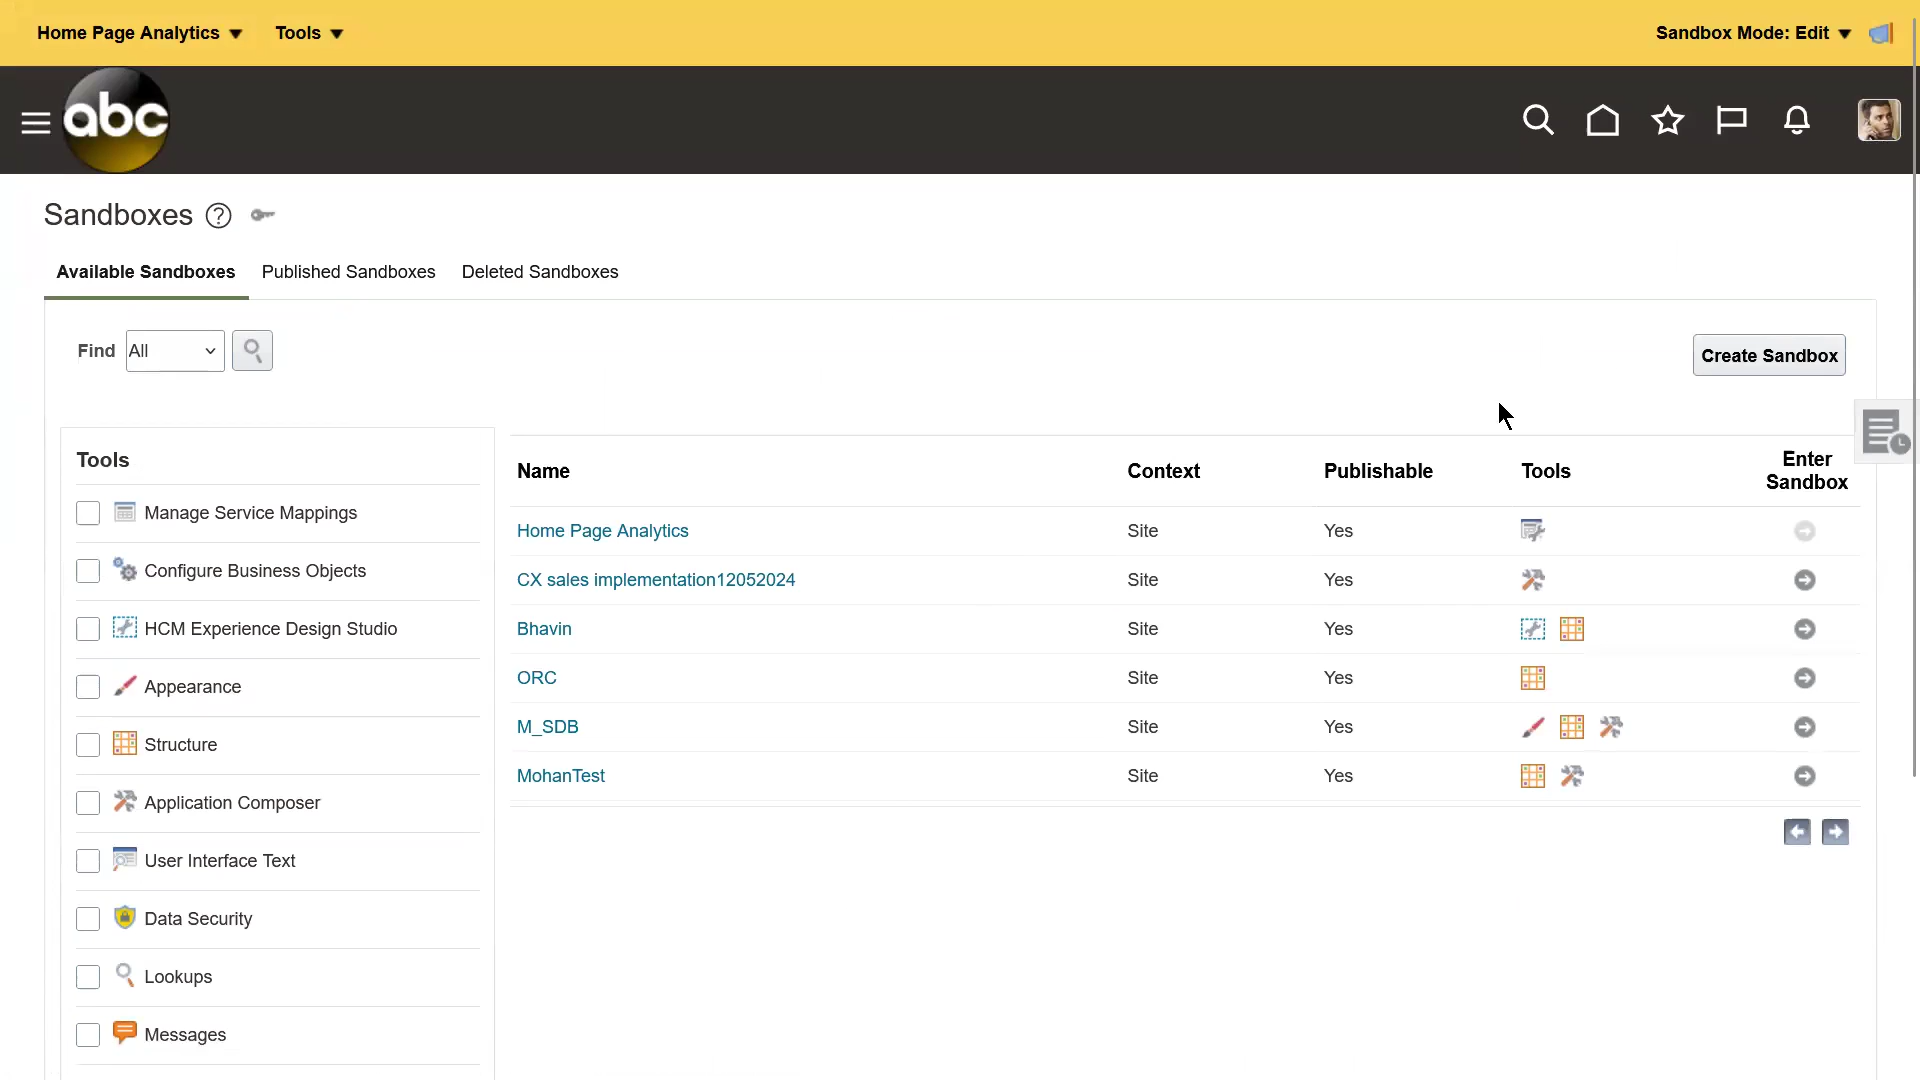 Home Page Analytics Tools Sandbox Mode: Edit
abc
Sandboxes
Available Sandboxes Published Sandboxes Deleted Sandboxes
Find All
Create Sandbox
Tools
Manage Service Mappings
Configure Business Objects
HCM Experience Design Studio
Appearance
Structure
Application Composer
User Interface Text
Data Security
Lookups
Messages
Name Context Publishable Tools Enter
Sandbox
Home Page Analytics Site Yes
CX sales implementation12052024 Site Yes
Bhavin Site Yes
ORC Site Yes
M_SDB Site Yes
MohanTest Site Yes